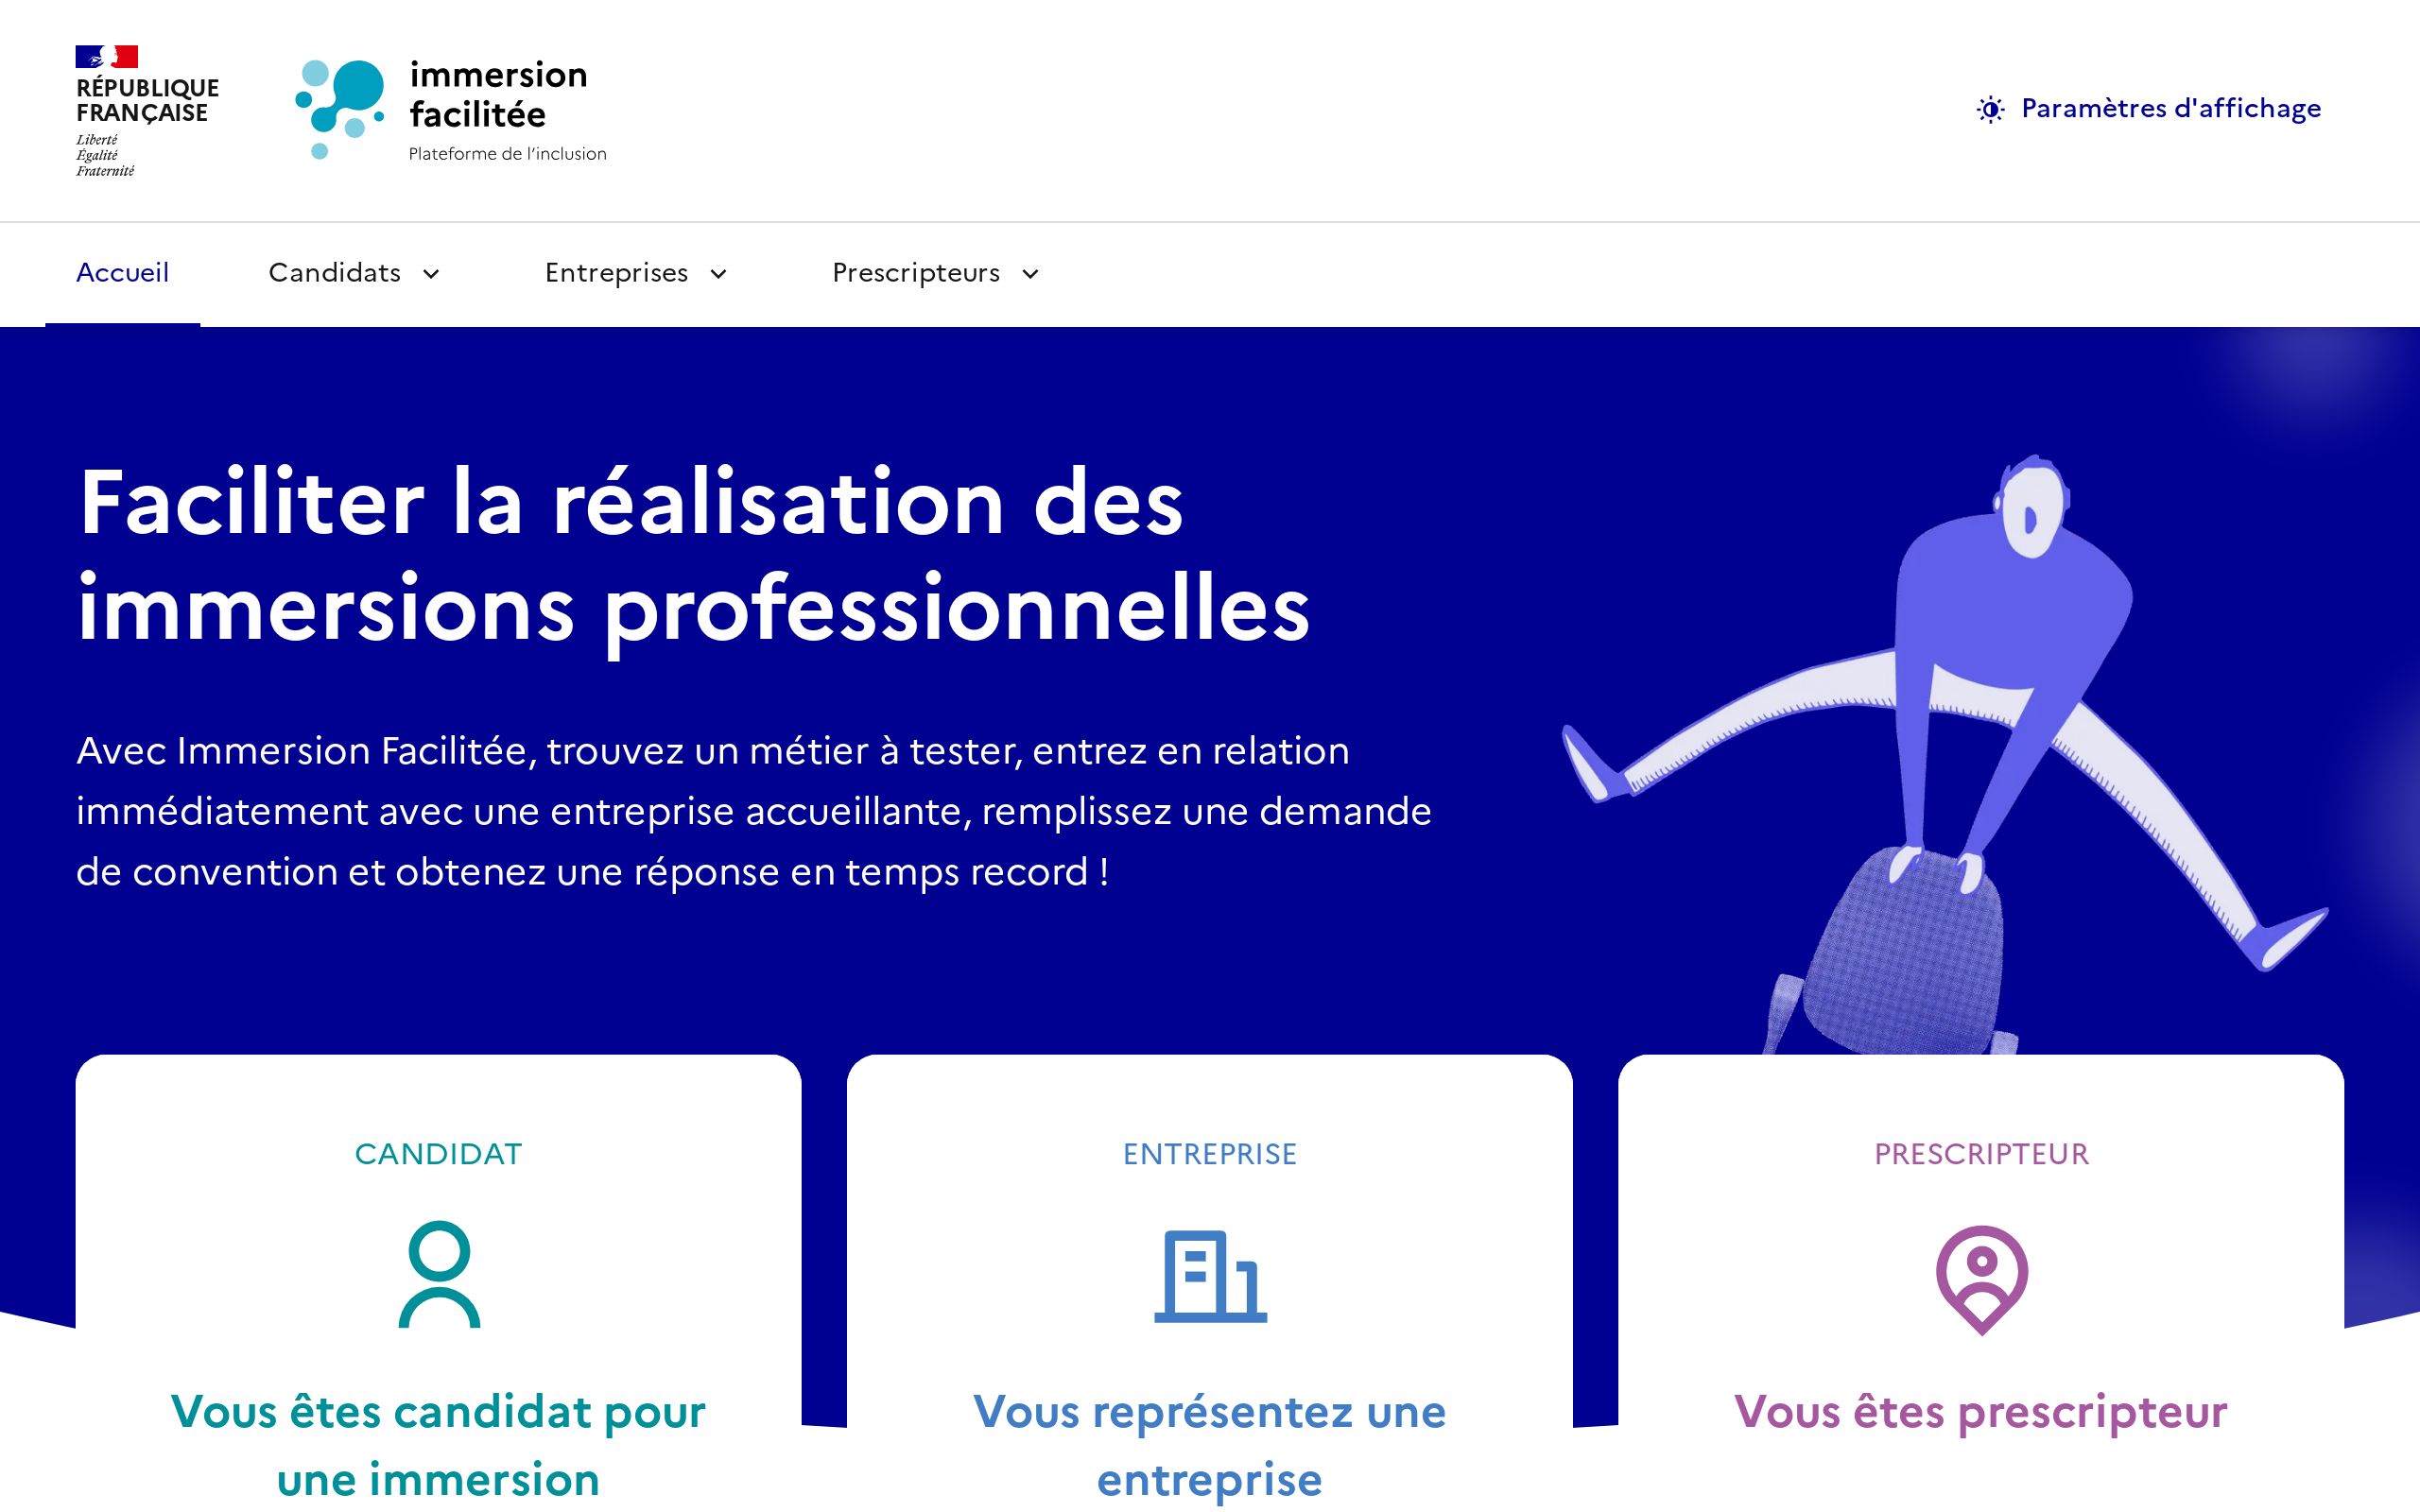 RÉPUBLIQUE
FRANÇAISE
Liberté
Égalité
Fraternité
immersion
facilitée
Plateforme de l'inclusion
Paramètres d'affichage
Accueil
Candidats
Entreprises
Prescripteurs
Faciliter la réalisation des
immersions professionnelles
Avec Immersion Facilitée, trouvez un métier à tester, entrez en relation
immédiatement avec une entreprise accueillante, remplissez une demande
de convention et obtenez une réponse en temps record !
CANDIDAT
Vous êtes candidat pour
une immersion
ENTREPRISE
Vous représentez une
entreprise
PRESCRIPTEUR
Vous êtes prescripteur